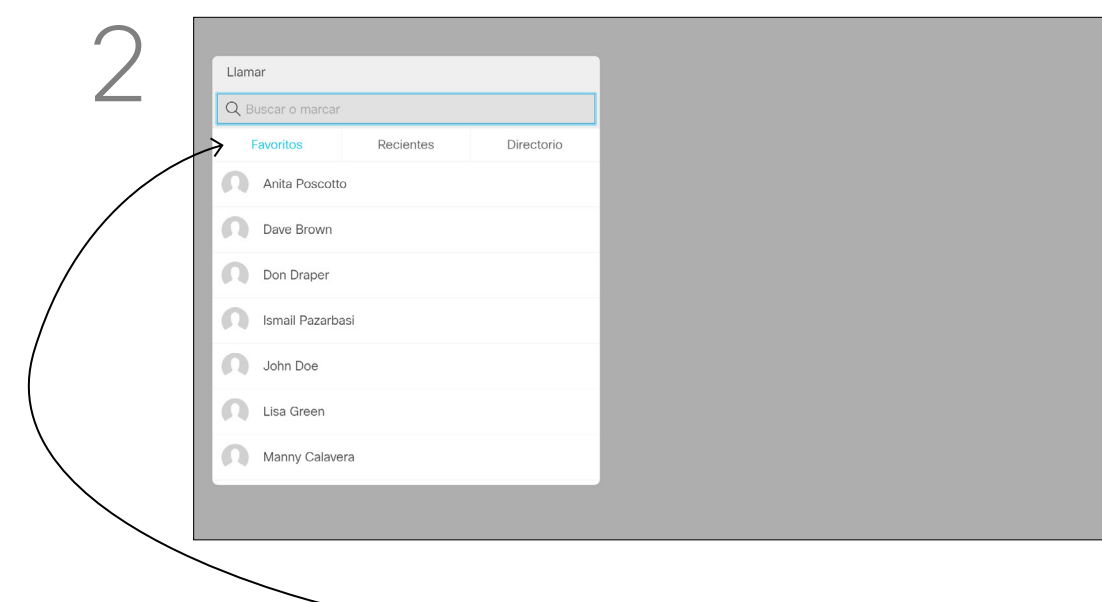 2
Llamar
Buscar o marcar
Favoritos Recientes Directorio
Anita Poscotto
Dave Brown
Don Draper
Ismail Pazarbasi
John Doe
Lisa Green
Manny Calavera